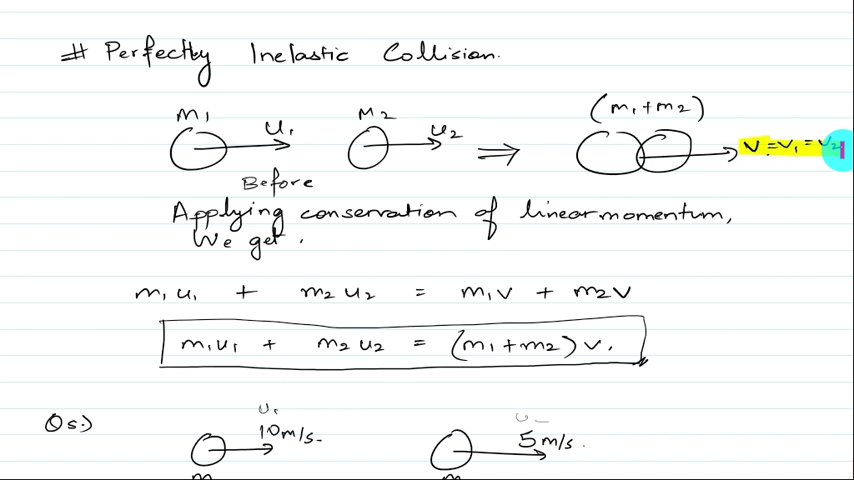 # Perfectly Inelastic Collision.
(m1+m2)
M1 M2
u1 u2 ⇒ v = v1 = v2
Before
Applying conservation of linear momentum,
We get,
m1u1 + m2u2 = m1v + m2v
m1u1 + m2u2 = (m1+m2)v.
u1
Qs:) 10m/s 5m/s.
m